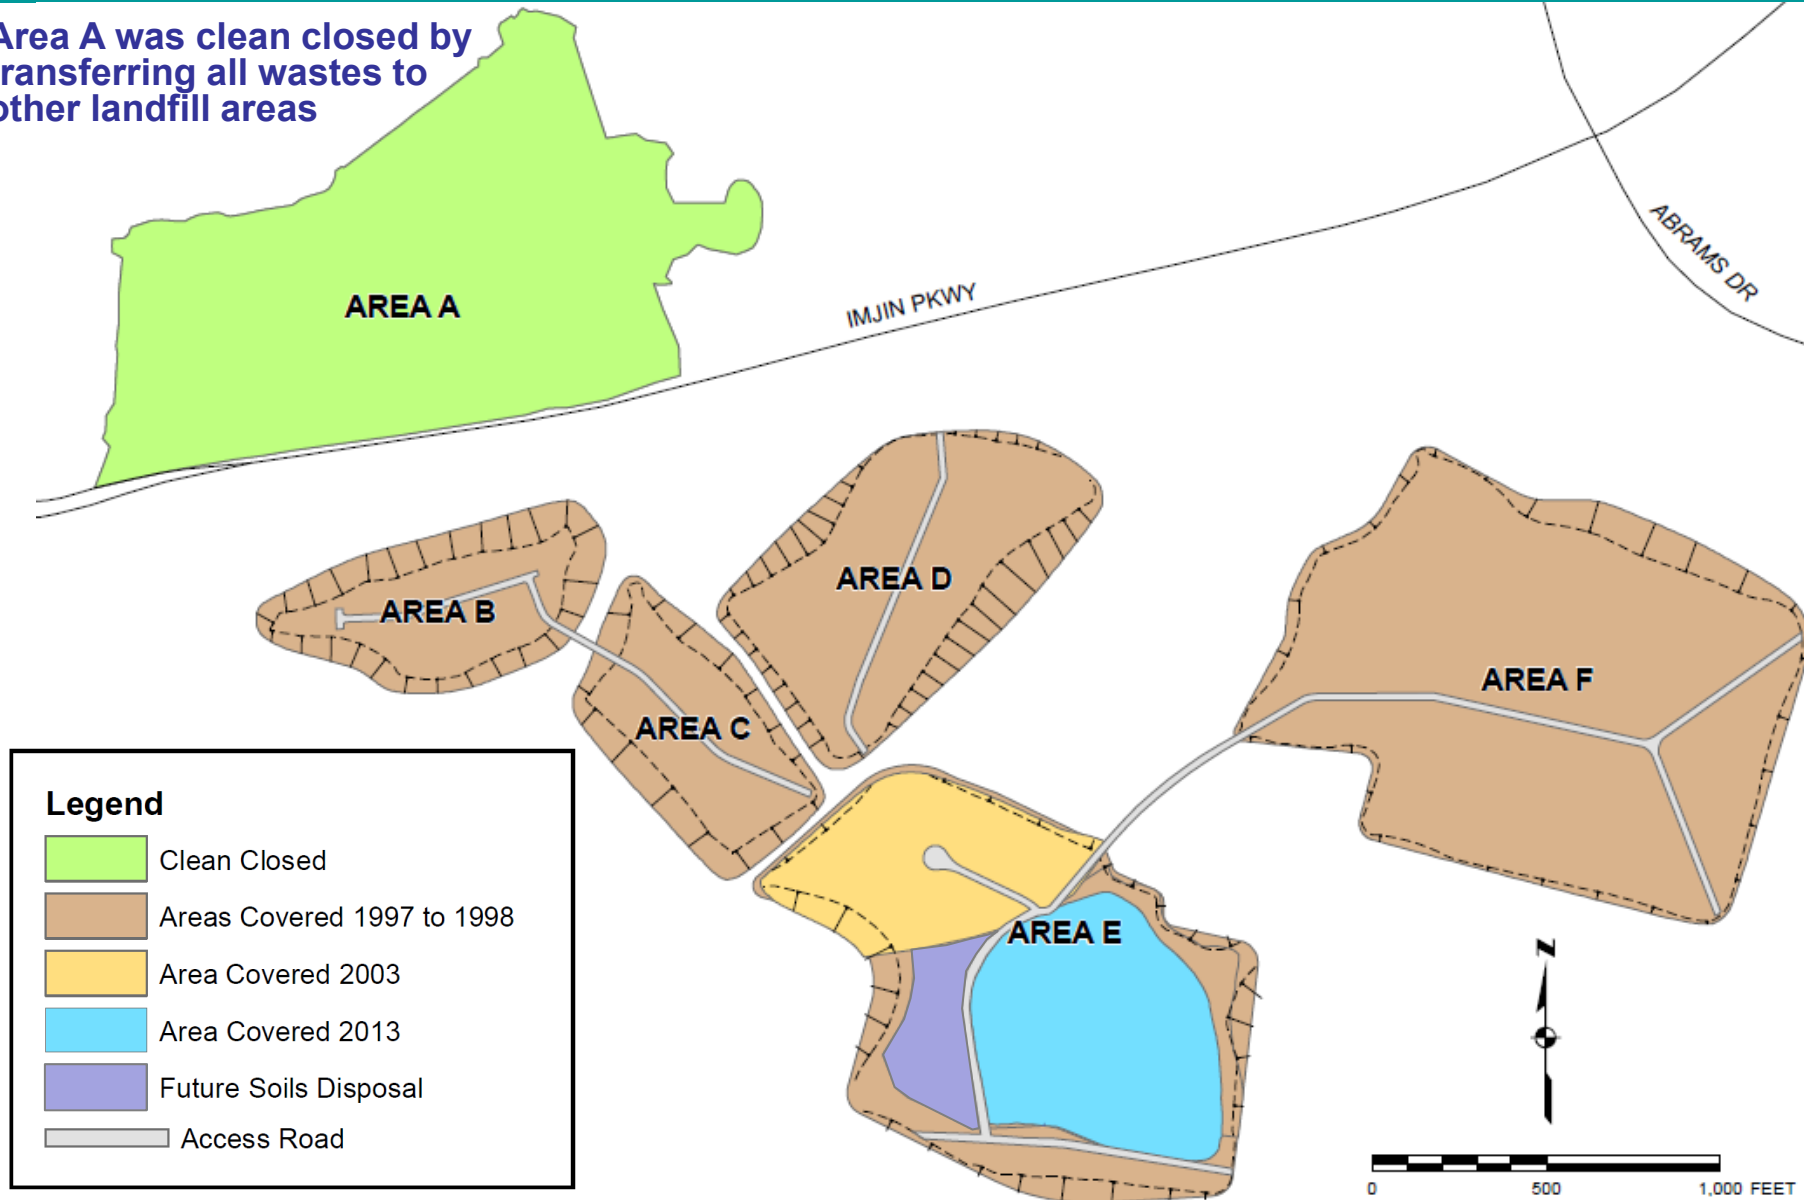 Area A was clean closed by
ransferring all wastes to
other landfill areas
AREA A
IMJIN PKWY
ABRAMS DR
AREA B
AREA D
AREA C
AREA F
AREA E
Legend
Clean Closed
Areas Covered 1997 to 1998
Area Covered 2003
Area Covered 2013
Future Soils Disposal
Access Road
N
0 500 1,000 FEET